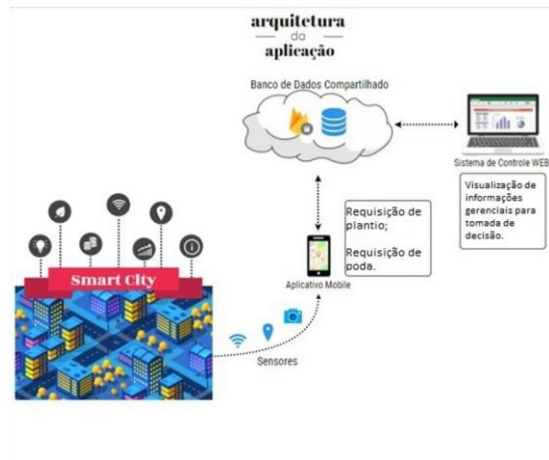 arquitetura
da
aplicação
Banco de Dados Compartilhado
Sistema de Controle WEB
Visualização de
informações
gerenciais para
tomada de
decisão.
Requisição de
plantio;
Requisição de
poda.
Aplicativo Mobile
Smart City
Sensores